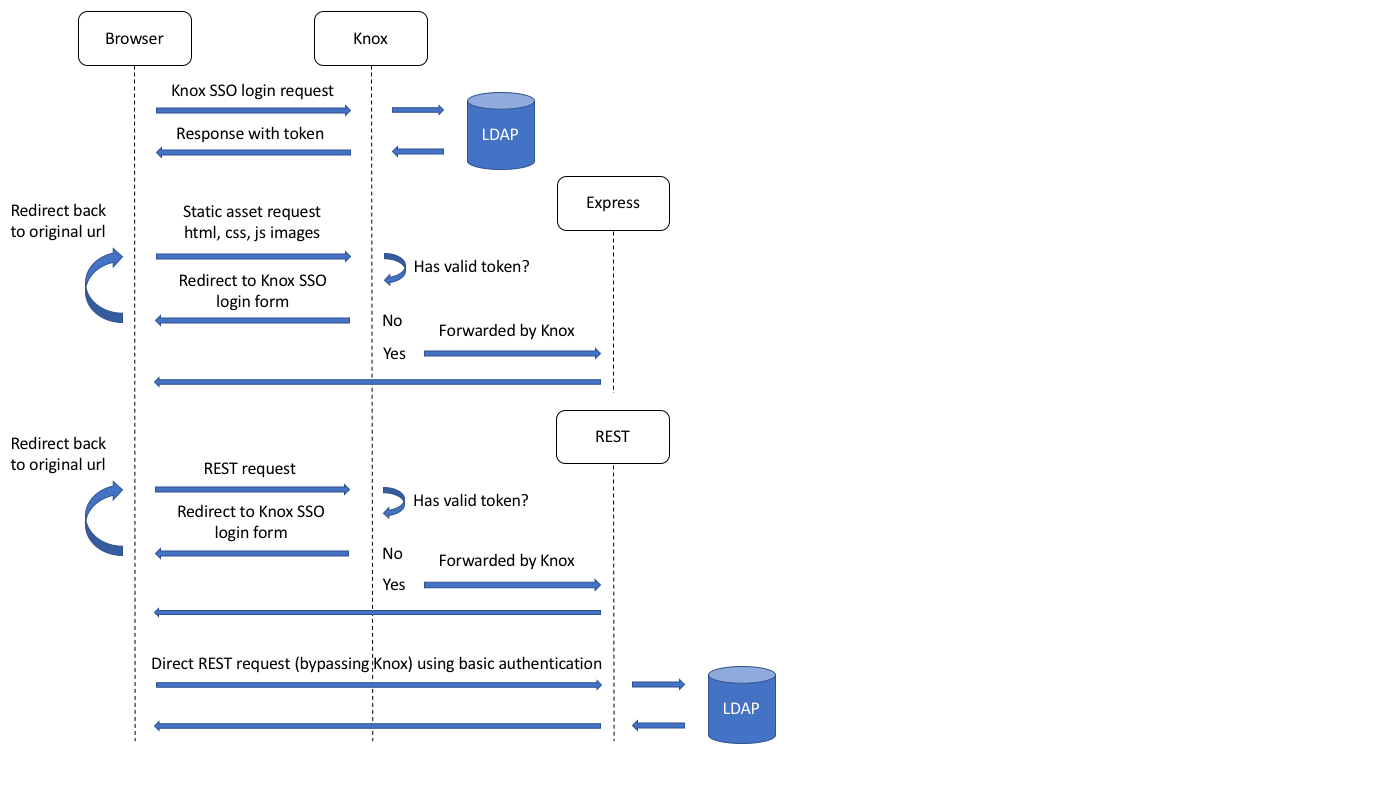 Browser
Knox
Knox SSO login request
Response with token
LDAP
Express
Redirect back
to original url
Static asset request
html, css, js images
Has valid token?
Redirect to Knox SSO
login form
No
Forwarded by Knox
Yes
REST
Redirect back
to original url
REST request
Has valid token?
Redirect to Knox SSO
login form
No
Forwarded by Knox
Yes
Direct REST request (bypassing Knox) using basic authentication
LDAP